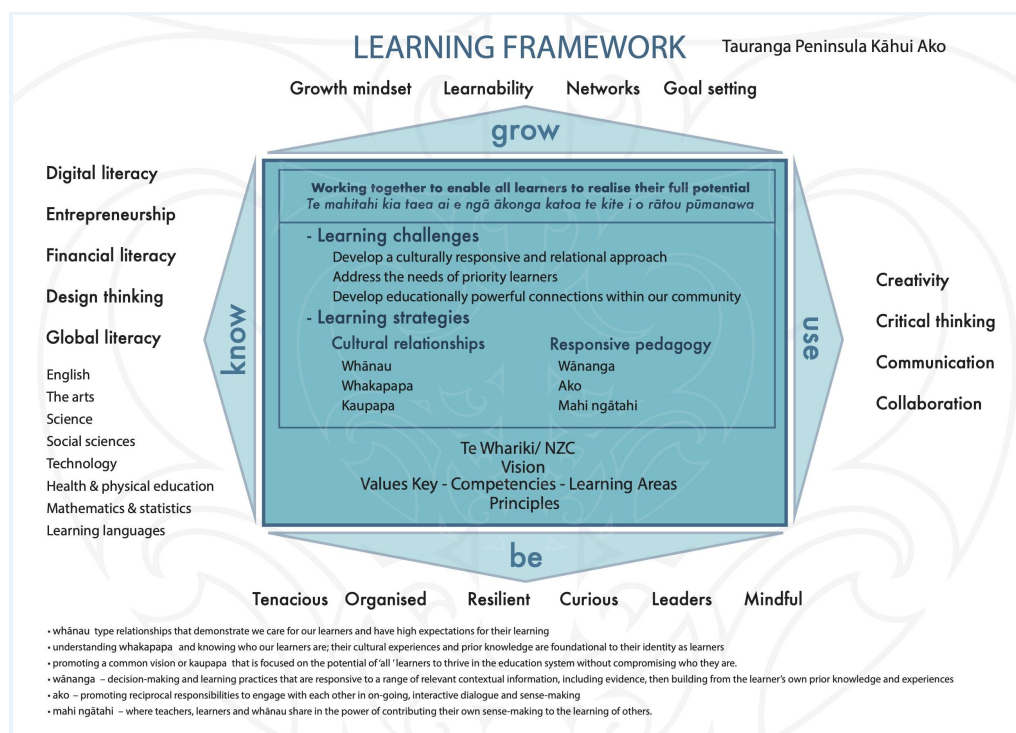 LEARNING FRAMEWORK
Tauranga Peninsula Kāhui Ako
Growth mindset Learnability Networks Goal setting
grow
Digital literacy
Entrepreneurship
Financial literacy
Design thinking
Global literacy
English
The arts
Science
Social sciences
Technology
Health & physical education
Mathematics & statistics
Learning languages
know
Working together to enable all learners to realise their full potential
Te mahitahi kia taea ai e ngā ākonga katoa te kite i o rātou pūmanawa
- Learning challenges
Develop a culturally responsive and relational approach
Address the needs of priority learners
Develop educationally powerful connections within our community
- Learning strategies
Cultural relationships
Whānau
Whakapapa
Kaupapa
Responsive pedagogy
Wānanga
Ako
Mahi ngātahi
Te Whariki/ NZC
Vision
Values Key - Competencies - Learning Areas
Principles
use
Creativity
Critical thinking
Communication
Collaboration
be
Tenacious Organised Resilient Curious Leaders Mindful
• whānau type relationships that demonstrate we care for our learners and have high expectations for their learning
• understanding whakapapa and knowing who our learners are; their cultural experiences and prior knowledge are foundational to their identity as learners
• promoting a common vision or kaupapa that is focused on the potential of 'all' learners to thrive in the education system without compromising who they are.
• wānanga – decision-making and learning practices that are responsive to a range of relevant contextual information, including evidence, then building from the learner's own prior knowledge and experiences
• ako – promoting reciprocal responsibilities to engage with each other in on-going, interactive dialogue and sense-making
• mahi ngātahi – where teachers, learners and whānau share in the power of contributing their own sense-making to the learning of others.